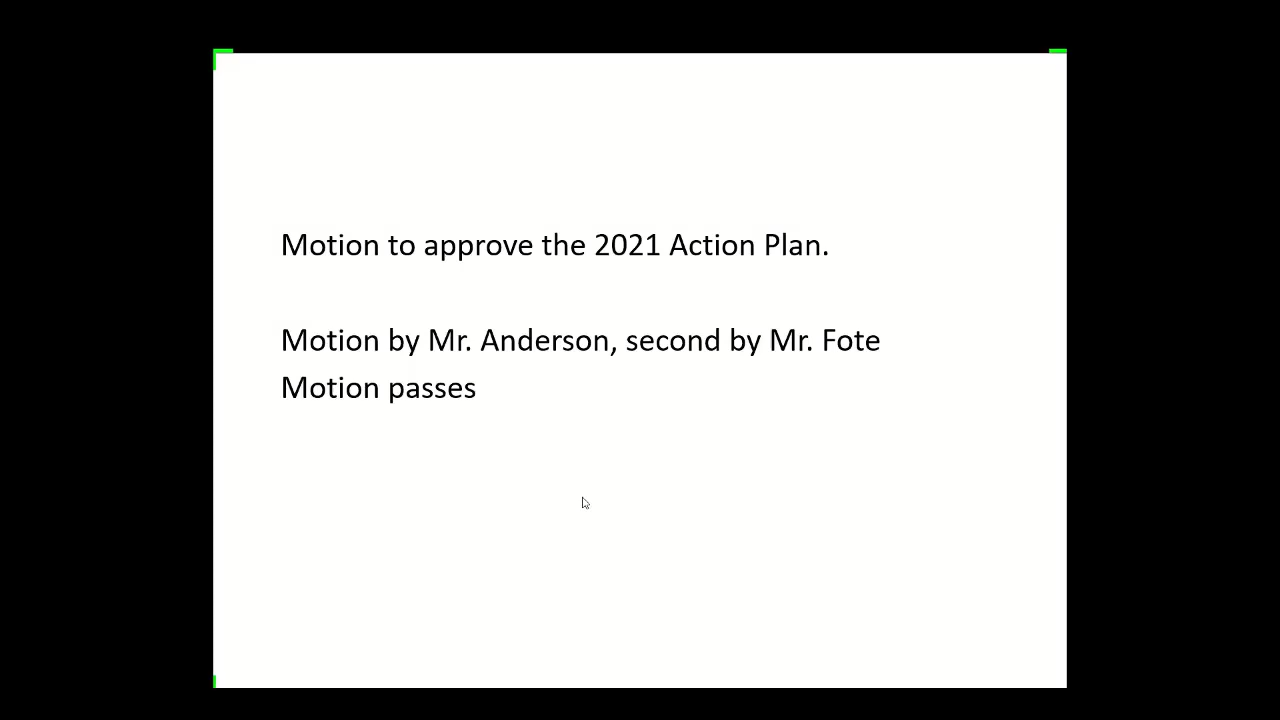 Motion to approve the 2021 Action Plan.
Motion by Mr. Anderson, second by Mr. Fote
Motion passes